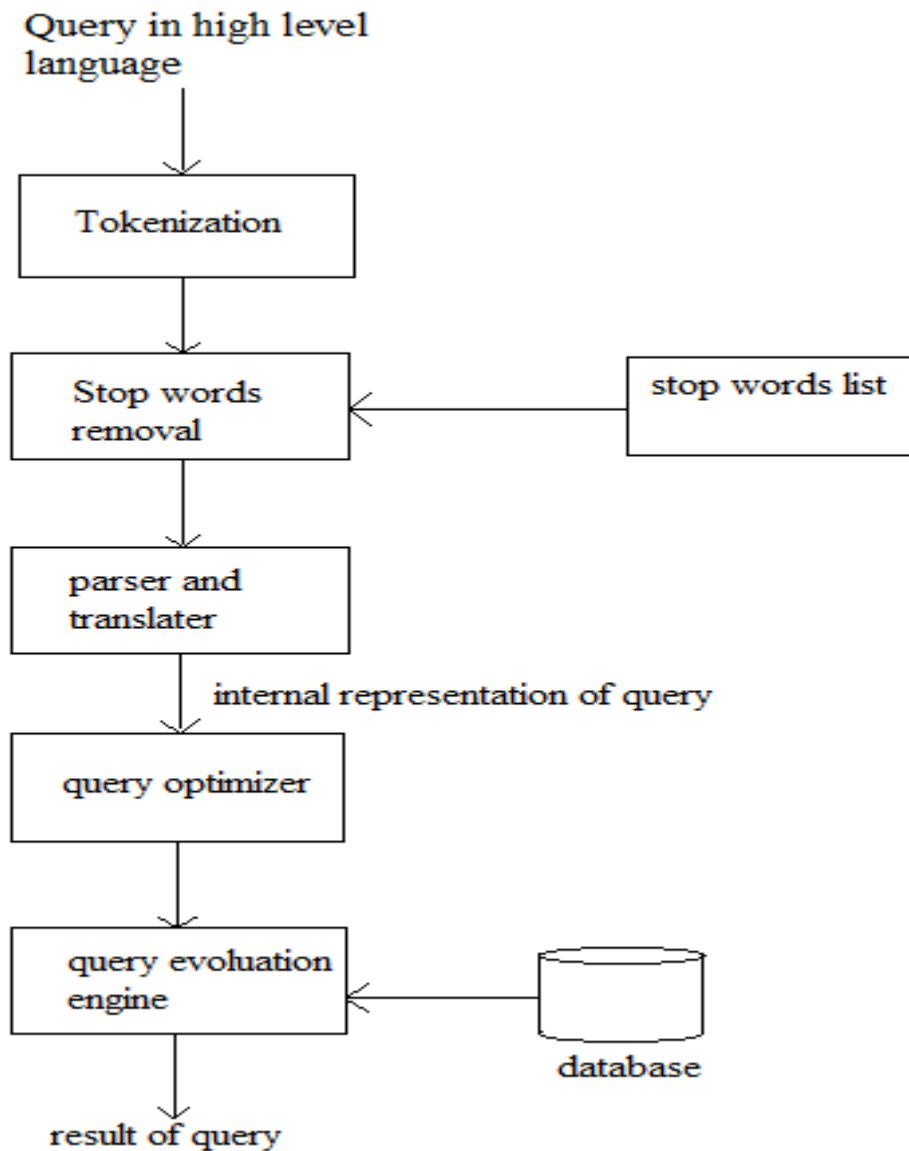 Query in high level
language
Tokenization
Stop words
removal
stop words list
parser and
translater
internal representation of query
query optimizer
query evoluation
engine
database
result of query